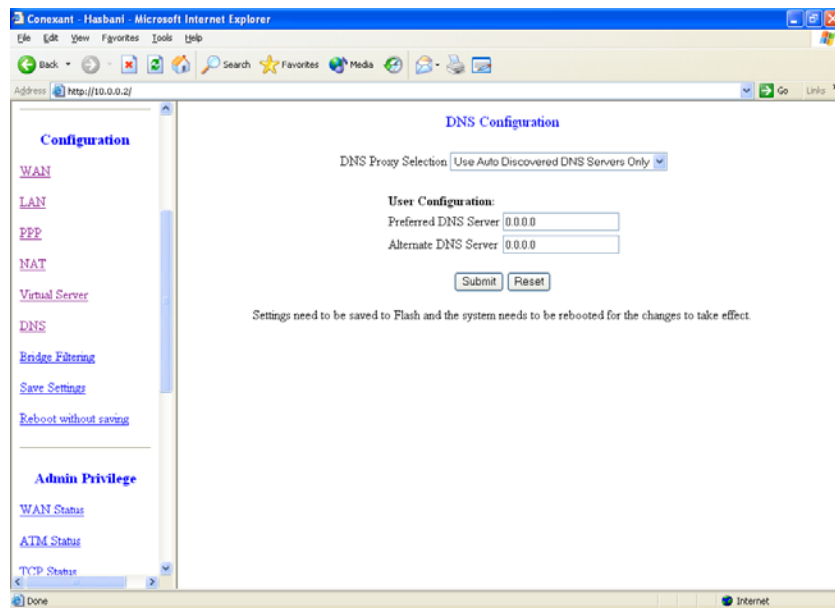 Conexant - Hasbani - Microsoft Internet Explorer
File Edit View Favorites Tools Help
Back Search Favorites Media
Address http://10.0.0.2/ Go Links
Configuration
WAN
LAN
PPP
NAT
Virtual Server
DNS
Bridge Filtering
Save Settings
Reboot without saving
Admin Privilege
WAN Status
ATM Status
TCP Status
DNS Configuration
DNS Proxy Selection Use Auto Discovered DNS Servers Only
User Configuration:
Preferred DNS Server 0.0.0.0
Alternate DNS Server 0.0.0.0
Submit Reset
Settings need to be saved to Flash and the system needs to be rebooted for the changes to take effect.
Done Internet